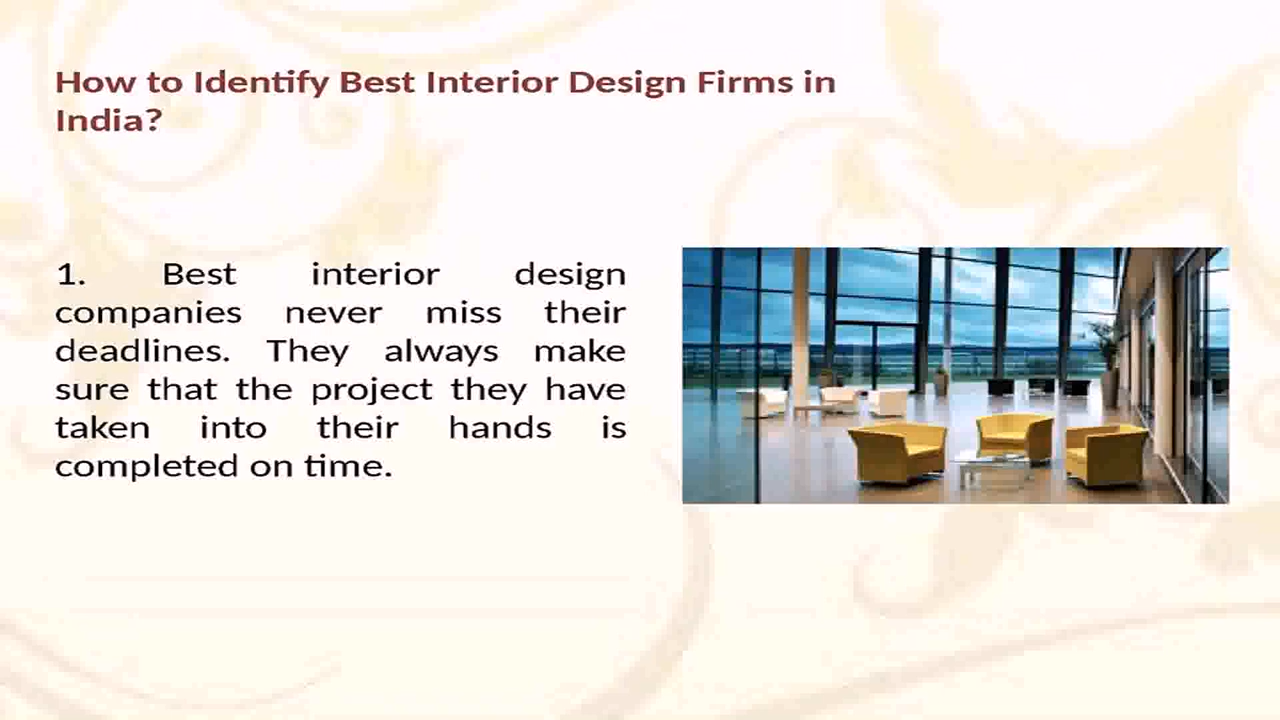 How to Identify Best Interior Design Firms in
India?
1. Best interior design
companies never miss their
deadlines. They always make
sure that the project they have
taken into their hands is
completed on time.